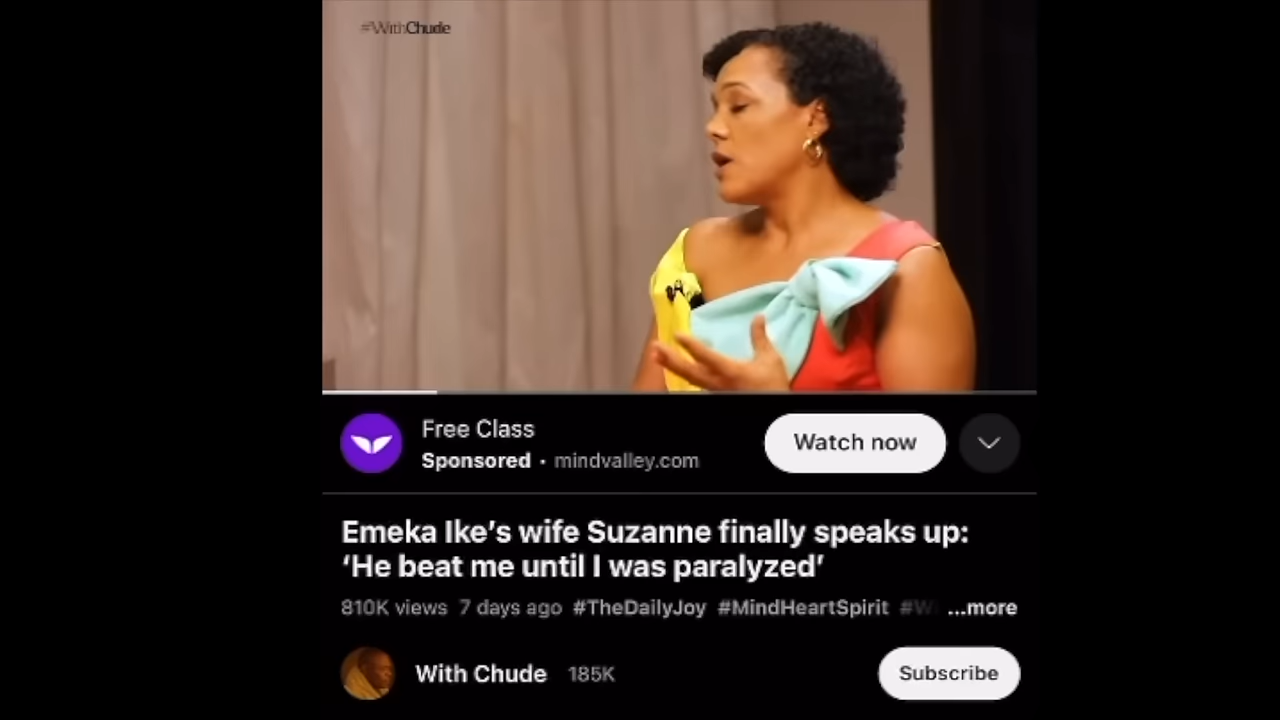 #WithChude
Free Class
Watch now
Sponsored · mindvalley.com
Emeka Ike’s wife Suzanne finally speaks up:
‘He beat me until I was paralyzed’
810K views 7 days ago #TheDailyJoy #MindHeartSpirit ...more
With Chude 185K
Subscribe